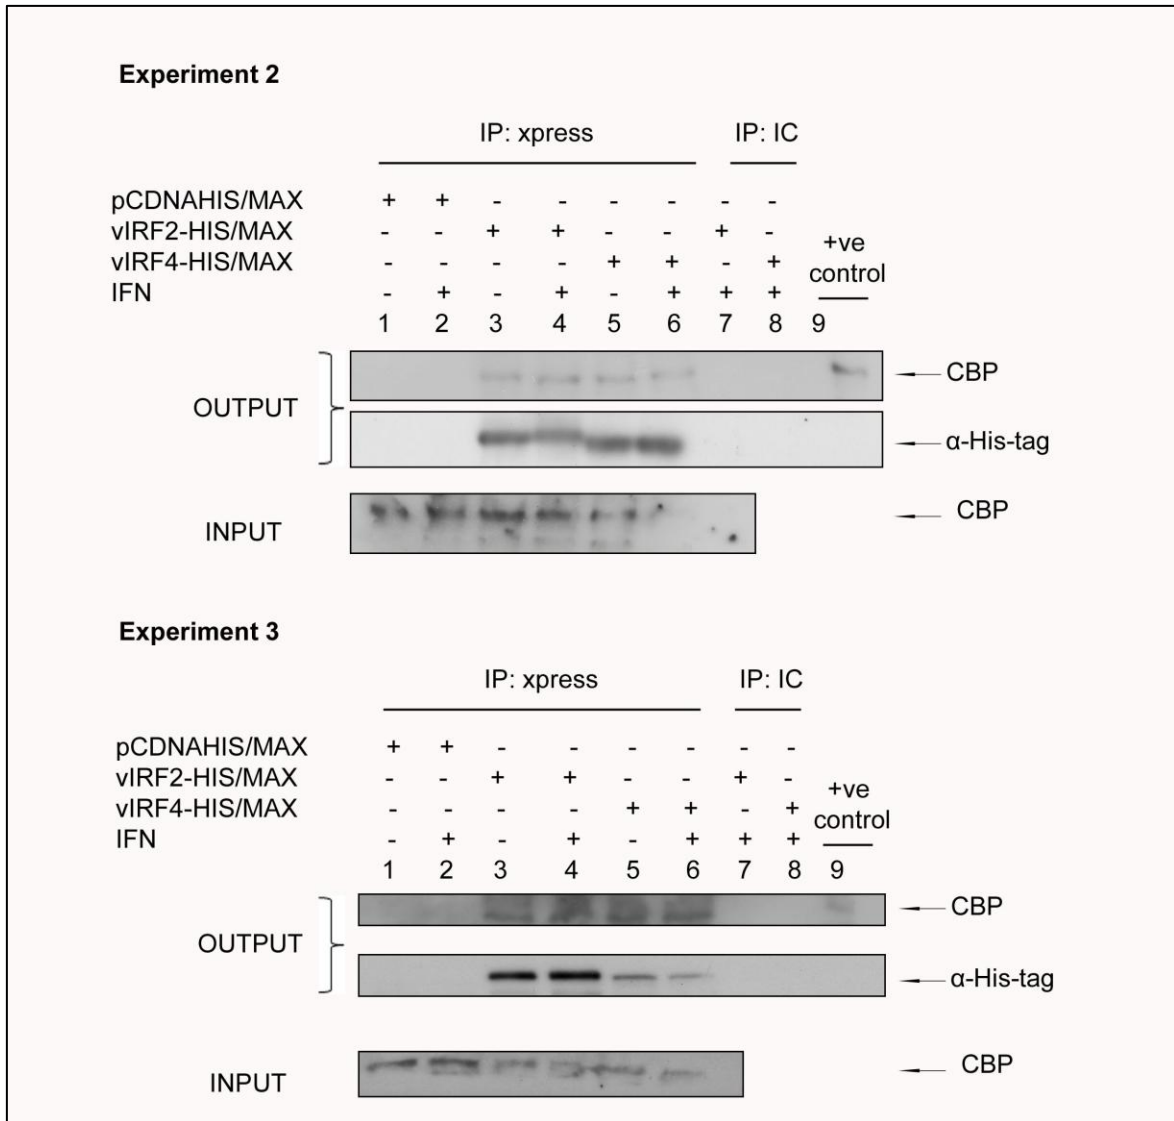 Experiment 2
IP: xpress IP: IC
pCDNAHIS/MAX + + - - - - - -
vIRF2-HIS/MAX - - + + - - + -
+ve
vIRF4-HIS/MAX - - - - + + - +
control
IFN - + - + - + + +
1 2 3 4 5 6 7 8 9
CBP
OUTPUT
α-His-tag
INPUT CBP
Experiment 3
IP: xpress IP: IC
pCDNAHIS/MAX + + - - - - - -
vIRF2-HIS/MAX - - + + - - + -
+ve
vIRF4-HIS/MAX - - - - + + - +
control
IFN - + - + - + + +
1 2 3 4 5 6 7 8 9
CBP
OUTPUT
α-His-tag
INPUT CBP